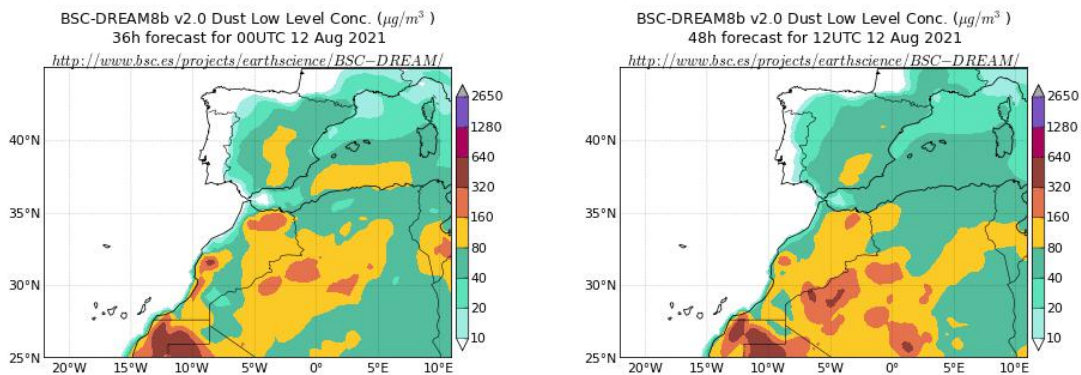 BSC-DREAM8b v2.0 Dust Low Level Conc. (μg/m³ )
36h forecast for 00UTC 12 Aug 2021
http://www.bsc.es/projects/earthscience/BSC−DREAM/
40°N
35°N
30°N
25°N
20°W
15°W
10°W
5°W
0°
5°E
10°E
2650
1280
640
320
160
80
40
20
10
BSC-DREAM8b v2.0 Dust Low Level Conc. (μg/m³ )
48h forecast for 12UTC 12 Aug 2021
http://www.bsc.es/projects/earthscience/BSC−DREAM/
40°N
35°N
30°N
25°N
20°W
15°W
10°W
5°W
0°
5°E
10°E
2650
1280
640
320
160
80
40
20
10